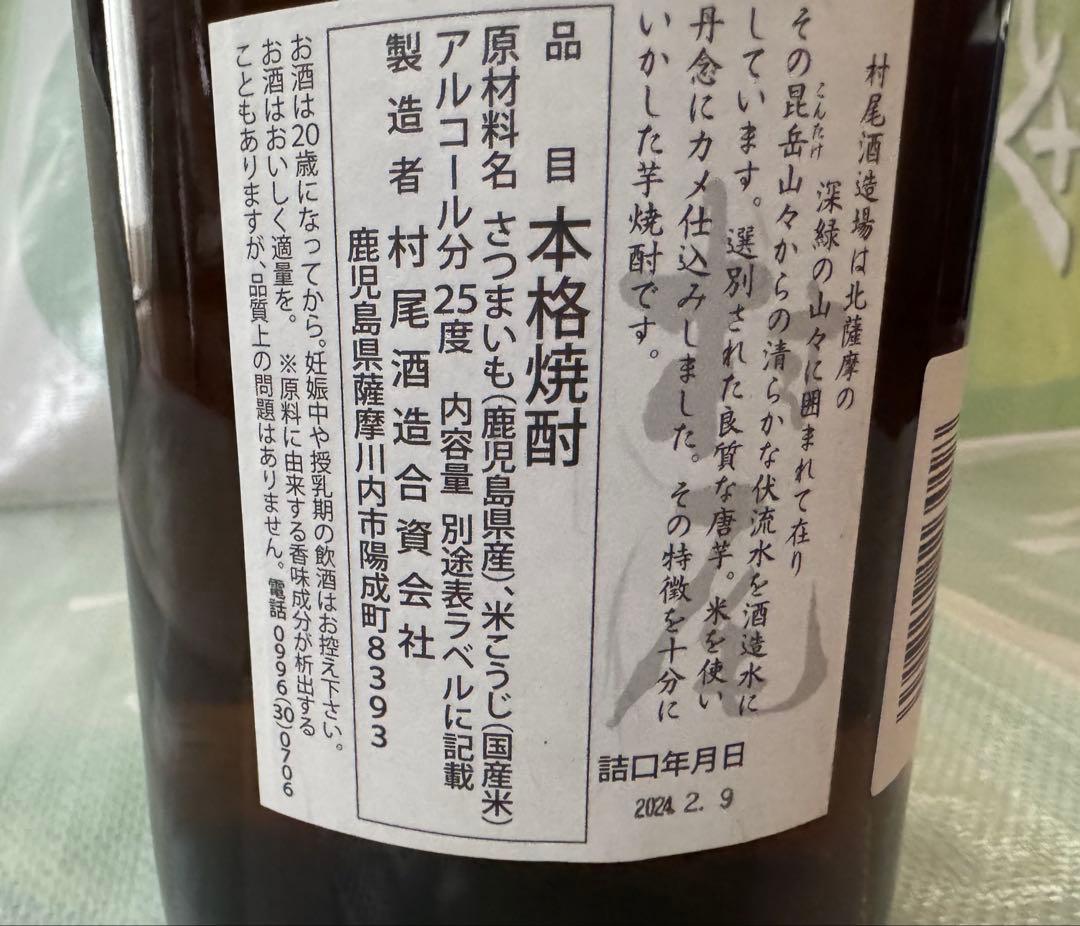 村尾酒造場は北薩摩の
深緑の山々に囲まれて在り
その昆岳山々からの清らかな伏流水を酒造水に
こんたけ
しています。選別された良質な唐芋。米を使い
丹念にカメ仕込みしました。その特徴を十分に
いかした芋焼酎です。
詰口年月日
2024. 2. 9
品目 本格焼酎
原材料名 さつまいも(鹿児島県産)、米こうじ(国産米)
アルコール分25度 内容量 別途表ラベルに記載
製造者 村尾酒造合資会社
鹿児島県薩摩川内市陽成町8393
お酒は20歳になってから。妊娠中や授乳期の飲酒はお控え下さい。
お酒はおいしく適量を。 ※原料に由来する香味成分が析出する
こともありますが、品質上の問題はありません。電話0996(30)0706